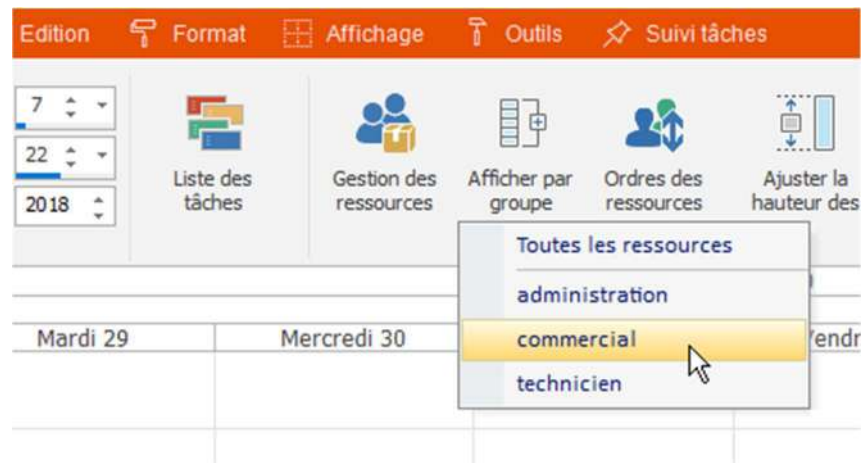 Edition Format Affichage Outils Suivi tâches
7
22
2018
Liste des
tâches
Gestion des
ressources
Afficher par
groupe
Ordres des
ressources
Ajuster la
hauteur des
Toutes les ressources
administration
commercial
technicien
Mardi 29 Mercredi 30